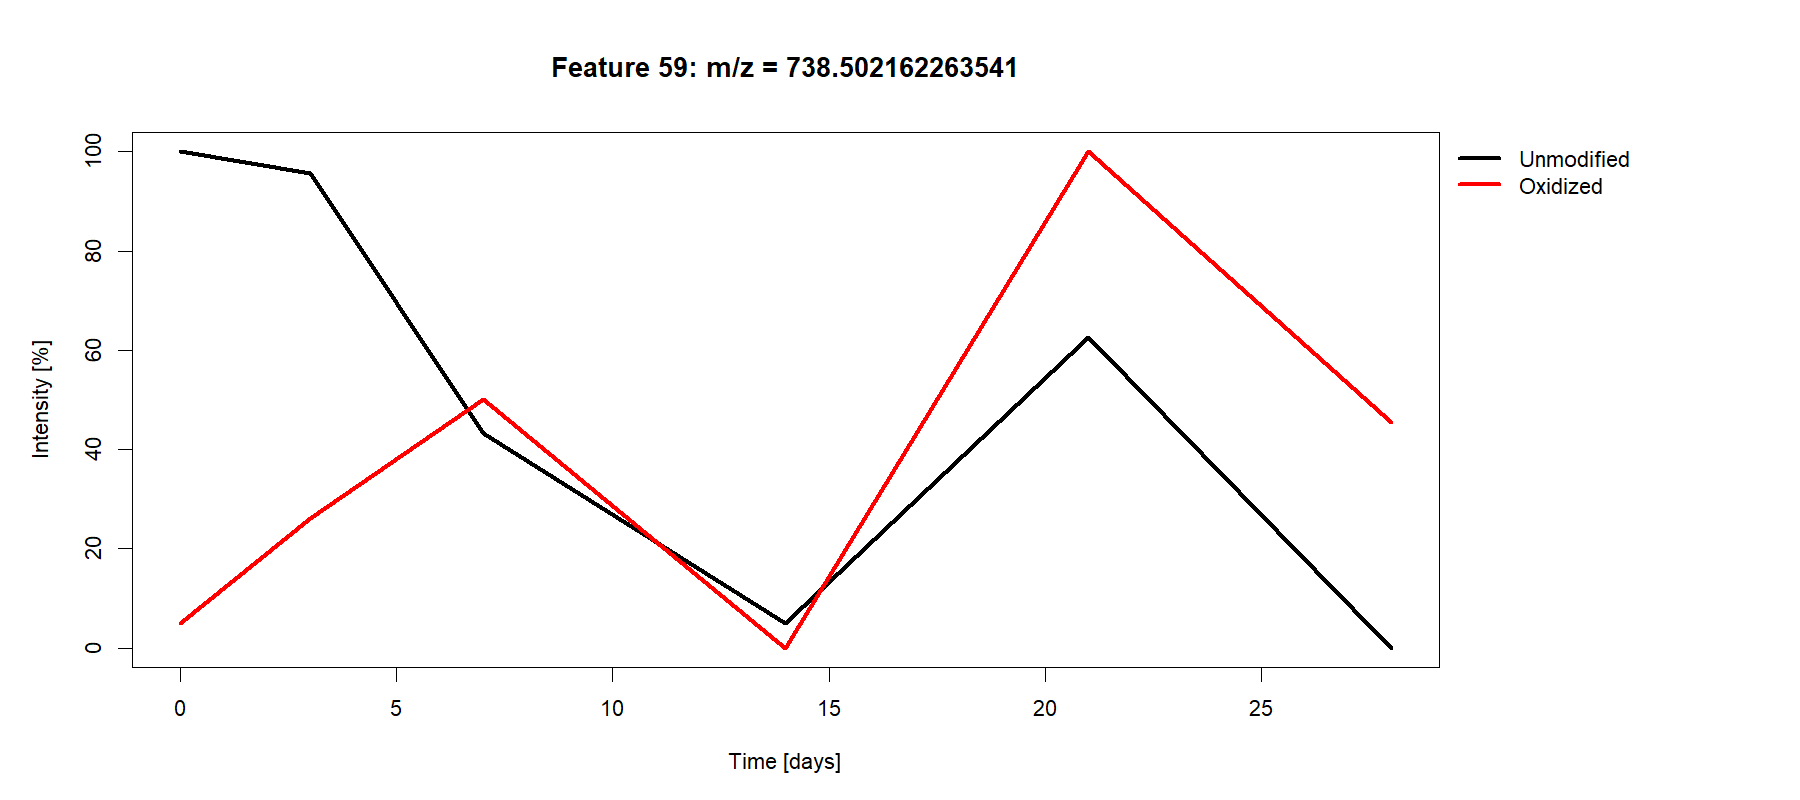 Feature 59: m/z = 738.502162263541
Unmodified
Oxidized
Intensity [%]
100
80
60
40
20
0
0 5 10 15 20 25
Time [days]